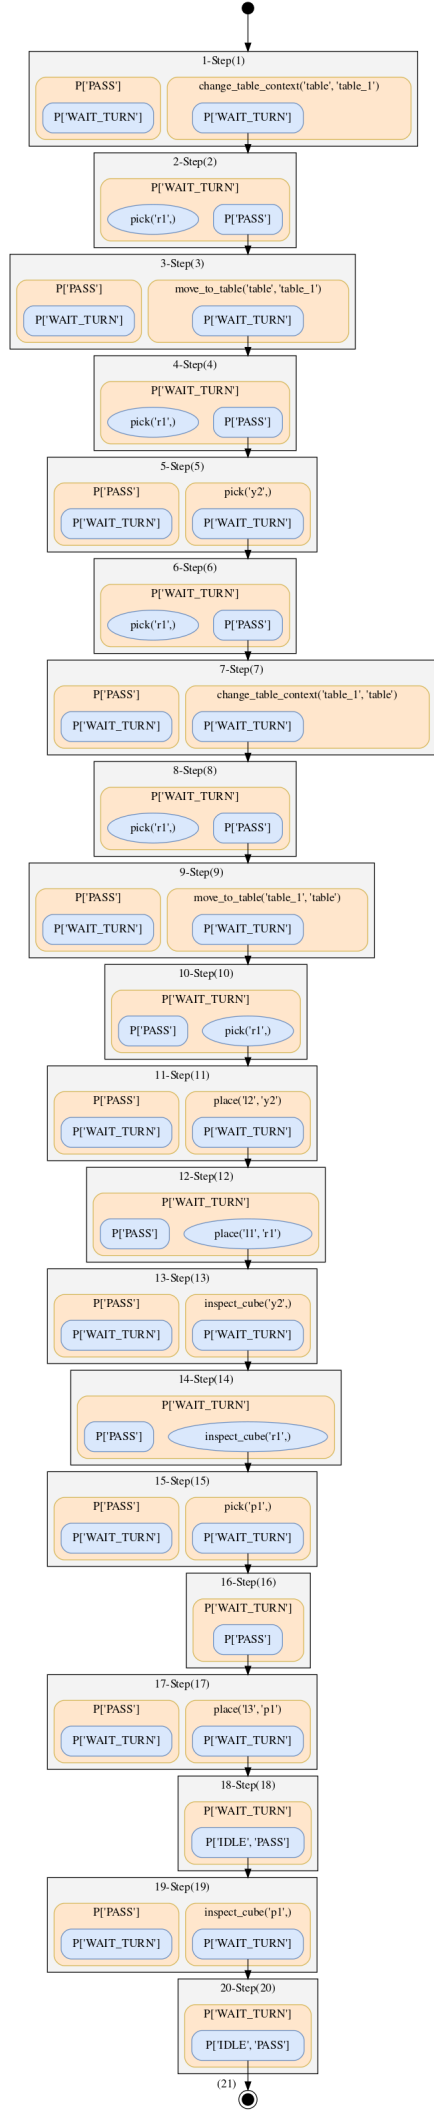 1-Step(1)
P['PASS'] change_table_context('table', 'table_1')
P['WAIT_TURN'] P['WAIT_TURN']
2-Step(2)
P['WAIT_TURN']
pick('r1',) P['PASS']
3-Step(3)
P['PASS'] move_to_table('table', 'table_1')
P['WAIT_TURN'] P['WAIT_TURN']
4-Step(4)
P['WAIT_TURN']
pick('r1',) P['PASS']
5-Step(5)
P['PASS'] pick('y2',)
P['WAIT_TURN'] P['WAIT_TURN']
6-Step(6)
P['WAIT_TURN']
pick('r1',) P['PASS']
7-Step(7)
P['PASS'] change_table_context('table_1', 'table')
P['WAIT_TURN'] P['WAIT_TURN']
8-Step(8)
P['WAIT_TURN']
pick('r1',) P['PASS']
9-Step(9)
P['PASS'] move_to_table('table_1', 'table')
P['WAIT_TURN'] P['WAIT_TURN']
10-Step(10)
P['WAIT_TURN']
P['PASS'] pick('r1',)
11-Step(11)
P['PASS'] place('l2', 'y2')
P['WAIT_TURN'] P['WAIT_TURN']
12-Step(12)
P['WAIT_TURN']
P['PASS'] place('l1', 'r1')
13-Step(13)
P['PASS'] inspect_cube('y2',)
P['WAIT_TURN'] P['WAIT_TURN']
14-Step(14)
P['WAIT_TURN']
P['PASS'] inspect_cube('r1',)
15-Step(15)
P['PASS'] pick('p1',)
P['WAIT_TURN'] P['WAIT_TURN']
16-Step(16)
P['WAIT_TURN']
P['PASS']
17-Step(17)
P['PASS'] place('l3', 'p1')
P['WAIT_TURN'] P['WAIT_TURN']
18-Step(18)
P['WAIT_TURN']
P['IDLE', 'PASS']
19-Step(19)
P['PASS'] inspect_cube('p1',)
P['WAIT_TURN'] P['WAIT_TURN']
20-Step(20)
P['WAIT_TURN']
P['IDLE', 'PASS']
(21)